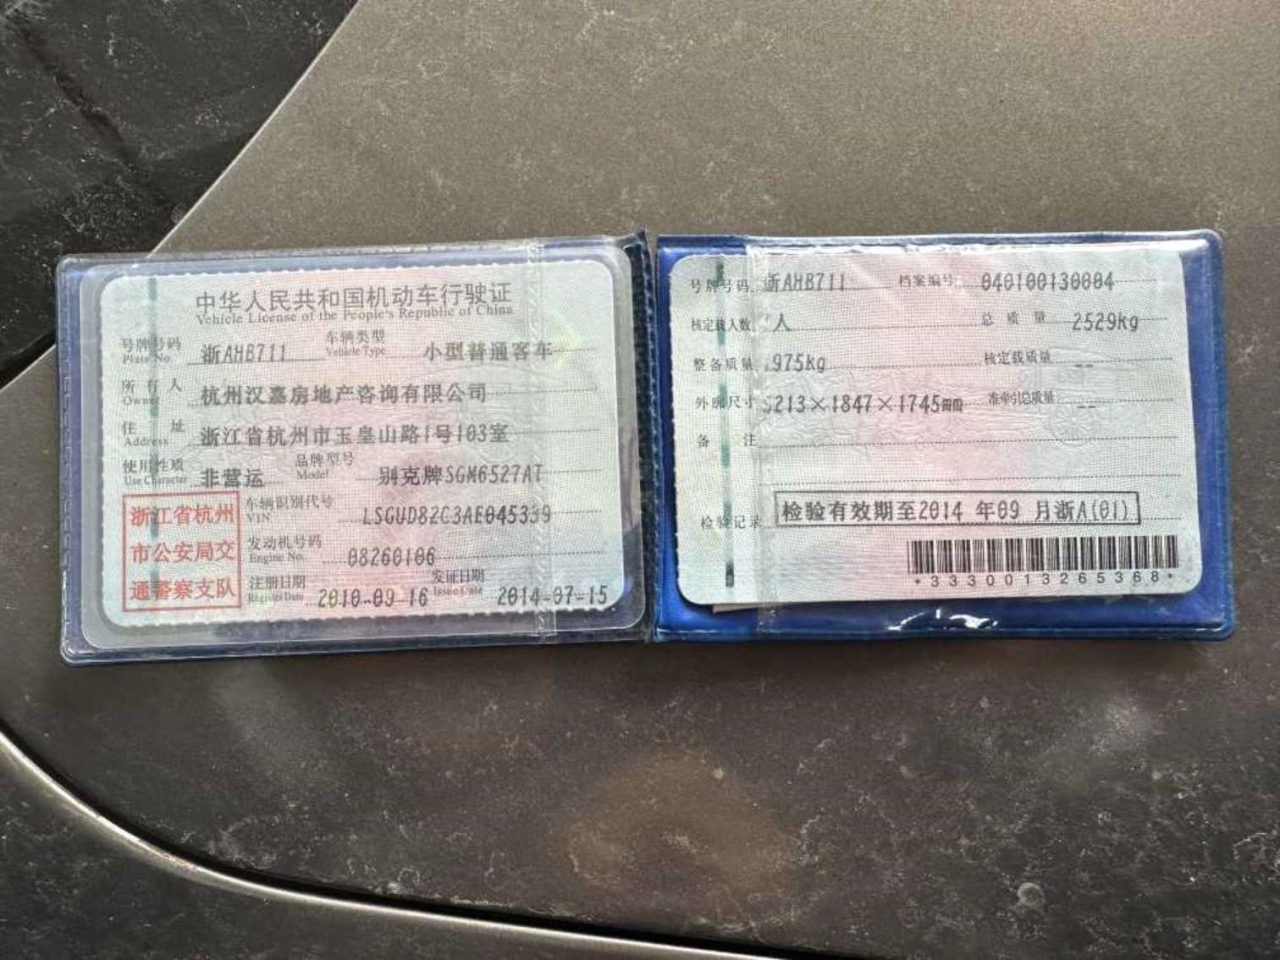 中华人民共和国机动车行驶证
Vehicle License of the People's Republic of China
号牌号码 Plate No. 浙AHB711 车辆类型 Vehicle Type 小型普通客车
所有人 Owner 杭州汉嘉房地产咨询有限公司
住址 Address 浙江省杭州市玉皇山路1号103室
使用性质 Use Character 非营运 品牌型号 Model 别克牌SGM6527AT
浙江省杭州
市公安局交
通警察支队
车辆识别代号 VIN LSGUD82C3AE045339
发动机号码 Engine No. 08260106
注册日期 Register Date 2010-09-16 发证日期 Issue Date 2014-07-15
号牌号码 浙AHB711 档案编号 040100130084
核定载人数 人 总质量 2529kg
整备质量 975kg 核定载质量 --
外廓尺寸 5213×1847×1745mm 准牵引总质量 --
备注
检验记录 检验有效期至2014年09月浙A(01)
*3330013265368*